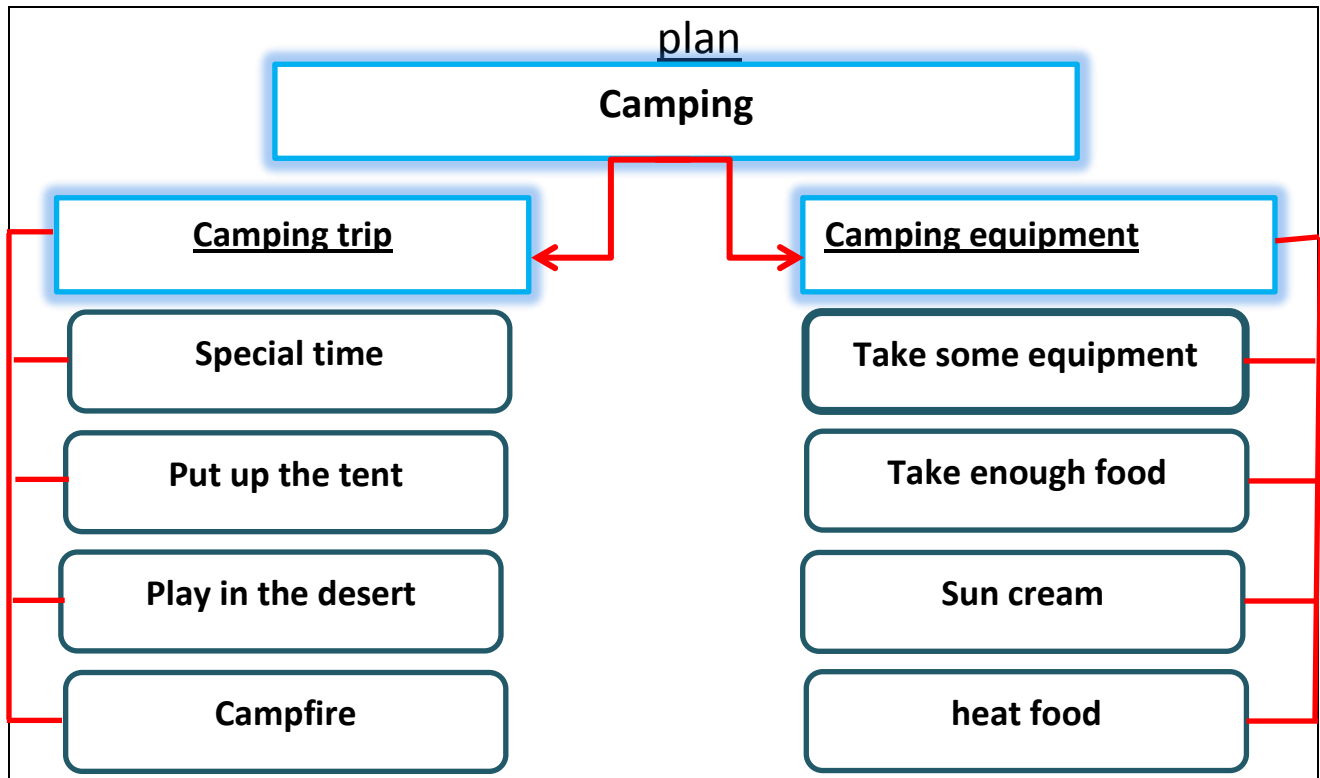 plan
Camping
Camping trip
Special time
Put up the tent
Play in the desert
Campfire
Camping equipment
Take some equipment
Take enough food
Sun cream
heat food